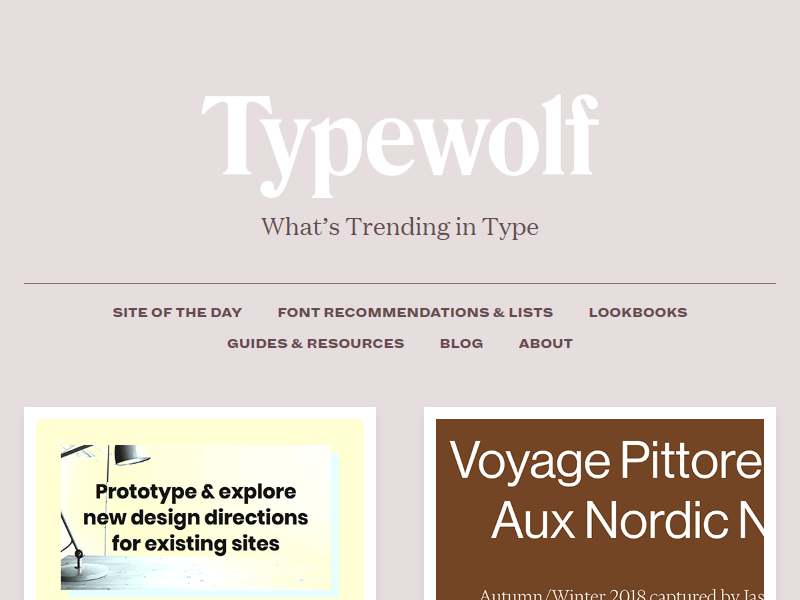 Typewolf
What’s Trending in Type
SITE OF THE DAY FONT RECOMMENDATIONS & LISTS LOOKBOOKS
GUIDES & RESOURCES BLOG ABOUT
Prototype & explore
new design directions
for existing sites
Voyage Pittore
Aux Nordic N
Autumn/Winter 2018 captured by Jas